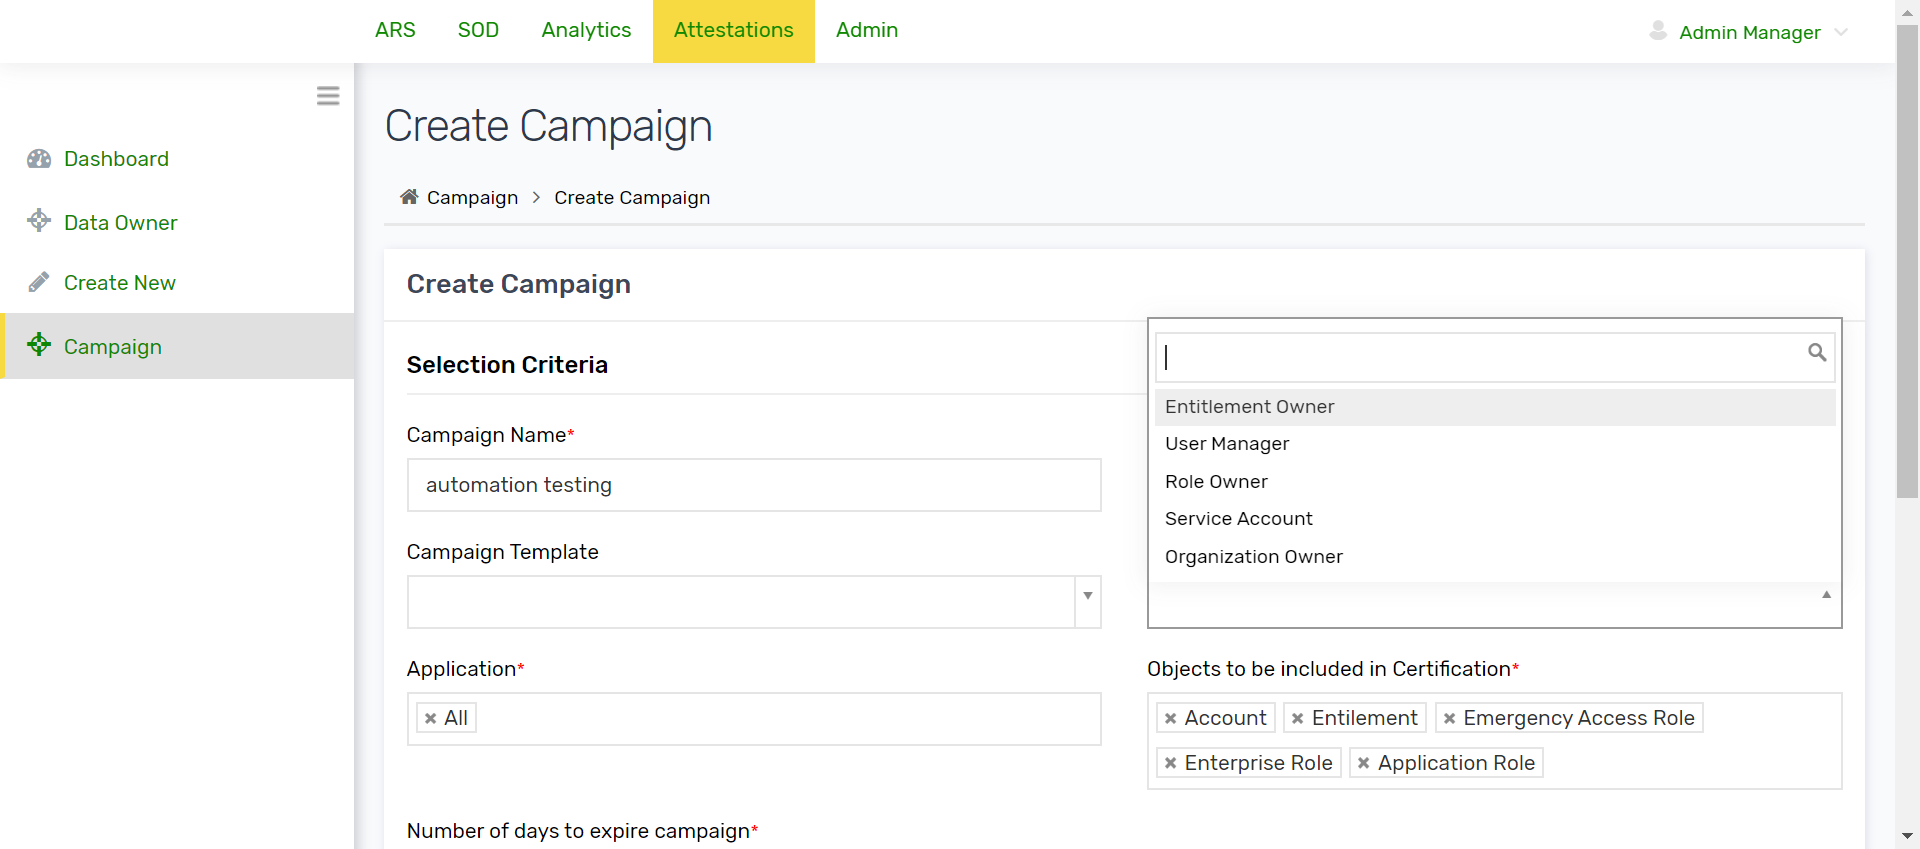 ARS SOD Analytics Attestations Admin Admin Manager
Dashboard
Data Owner
Create New
Campaign
Create Campaign
Campaign Create Campaign
Create Campaign
Selection Criteria
Campaign Name*
automation testing
Campaign Template
Entitlement Owner
User Manager
Role Owner
Service Account
Organization Owner
Application*
All
Objects to be included in Certification*
Account Entilement Emergency Access Role
Enterprise Role Application Role
Number of days to expire campaign*